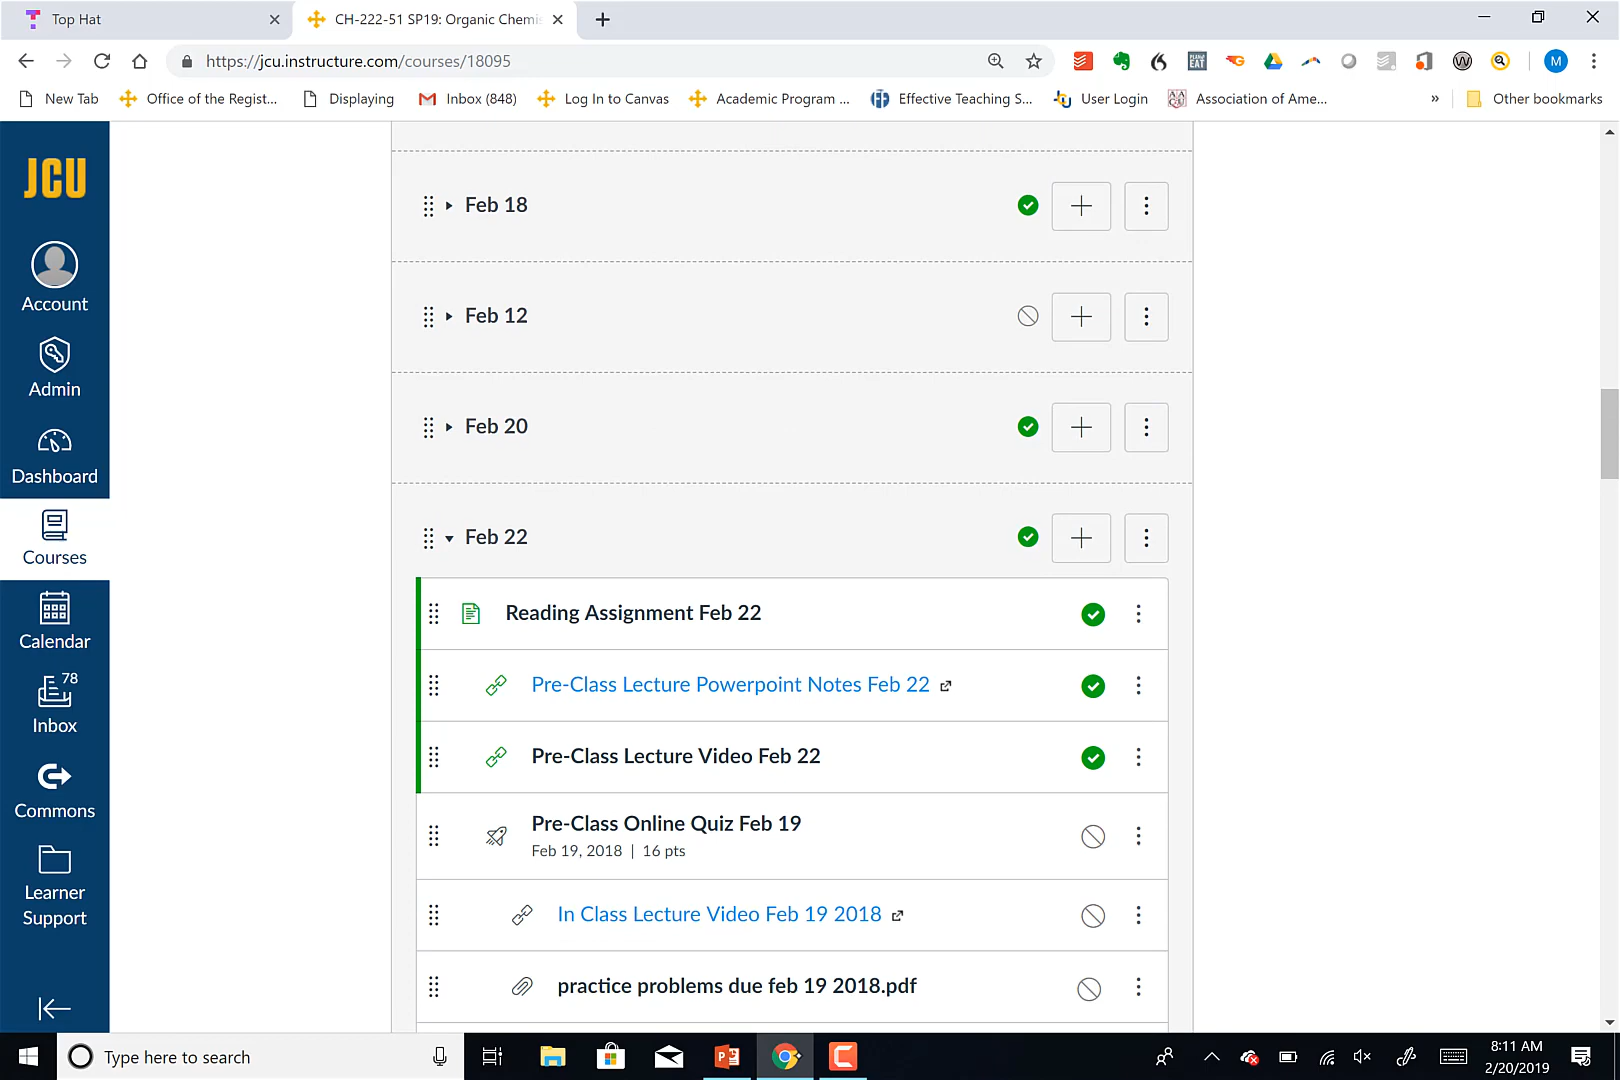 Top Hat
CH-222-51 SP19: Organic Chemis
https://jcu.instructure.com/courses/18095
PLEASE EAT
M
New Tab
Office of the Regist...
Displaying
Inbox (848)
Log In to Canvas
Academic Program ...
Effective Teaching S...
User Login
Association of Ame...
»
Other bookmarks
JCU
Account
Admin
Dashboard
Courses
Calendar
78
Inbox
Commons
Learner
Support
Feb 18
Feb 12
Feb 20
Feb 22
Reading Assignment Feb 22
Pre-Class Lecture Powerpoint Notes Feb 22
Pre-Class Lecture Video Feb 22
Pre-Class Online Quiz Feb 19
Feb 19, 2018 | 16 pts
In Class Lecture Video Feb 19 2018
practice problems due feb 19 2018.pdf
Type here to search
8:11 AM
2/20/2019